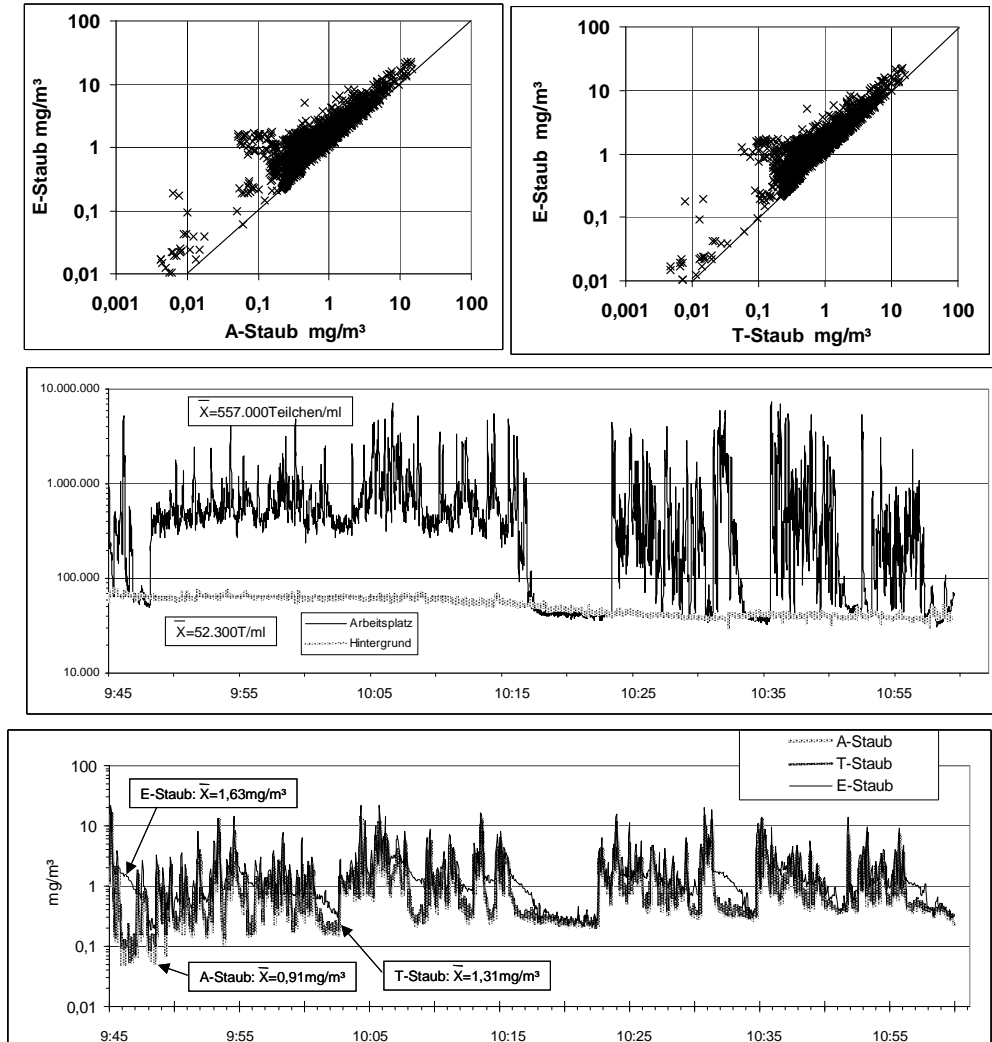 100
10
1
0,1
0,01
E-Staub mg/m³
0,001 0,01 0,1 1 10 100
A-Staub mg/m³
100
10
1
0,1
0,01
E-Staub mg/m³
0,001 0,01 0,1 1 10 100
T-Staub mg/m³
10.000.000
1.000.000
100.000
10.000
X̅=557.000Teilchen/ml
X̅=52.300T/ml
Arbeitsplatz
Hintergrund
9:45 9:55 10:05 10:15 10:25 10:35 10:55
A-Staub
T-Staub
E-Staub
100
10
1
0,1
0,01
mg/m³
E-Staub: X̅=1,63mg/m³
A-Staub: X̅=0,91mg/m³
T-Staub: X̅=1,31mg/m³
9:45 9:55 10:05 10:15 10:25 10:35 10:55